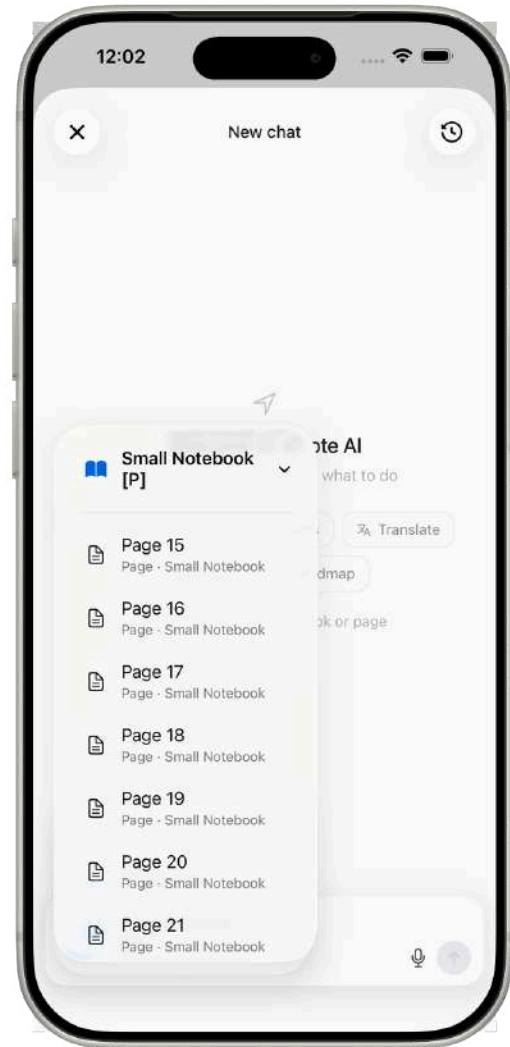 12:02
New chat
ote AI
Small Notebook
[P]
what to do
Translate
Page 15
Page - Small Notebook
dmap
Page 16
Page - Small Notebook
ok or page
Page 17
Page - Small Notebook
Page 18
Page - Small Notebook
Page 19
Page - Small Notebook
Page 20
Page - Small Notebook
Page 21
Page - Small Notebook